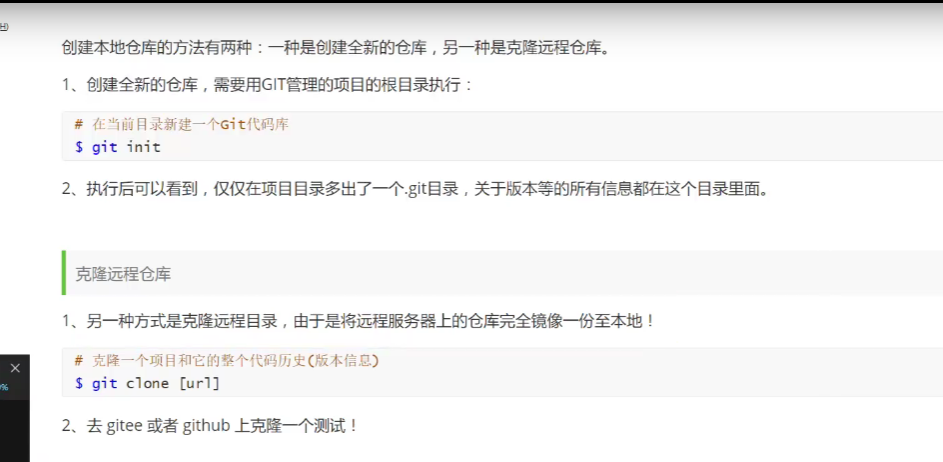 创建本地仓库的方法有两种：一种是创建全新的仓库，另一种是克隆远程仓库。
1、创建全新的仓库，需要用GIT管理的项目的根目录执行：
# 在当前目录新建一个Git代码库
$ git init
2、执行后可以看到，仅仅在项目目录多出了一个.git目录，关于版本等的所有信息都在这个目录里面。
克隆远程仓库
1、另一种方式是克隆远程目录，由于是将远程服务器上的仓库完全镜像一份至本地！
# 克隆一个项目和它的整个代码历史(版本信息)
$ git clone [url]
2、去 gitee 或者 github 上克隆一个测试！